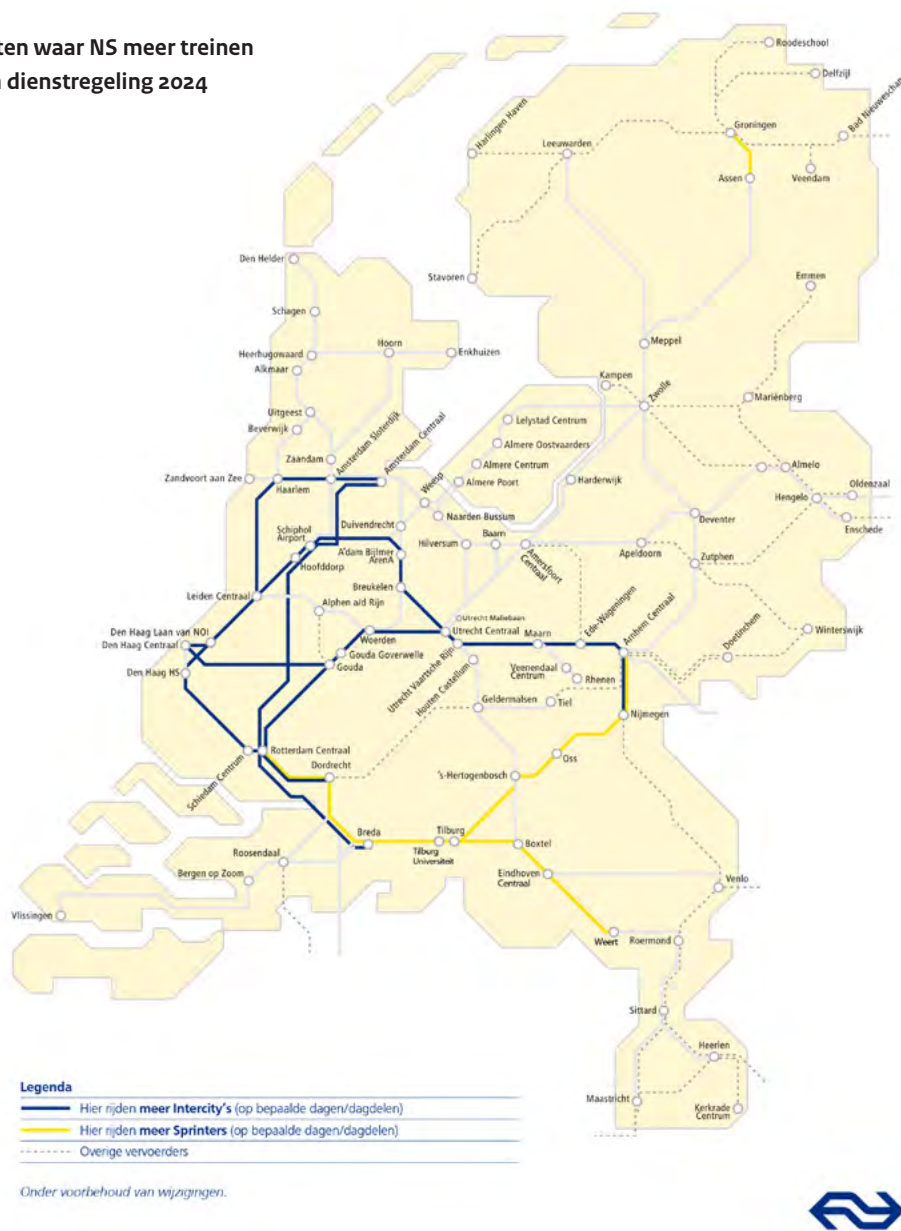 ten waar NS meer treinen
dienstregeling 2024
Roodeschool
Delfzijl
Bad Nieuweschan
Groningen
Harlingen Haven
Leeuwarden
Veendam
Assen
Den Helder
Stavoren
Emmen
Schagen
Meppel
Hoorn
Enkhuizen
Heerhugowaard
Alkmaar
Kampen
Zwolle
Mariënberg
Uitgeest
Beverwijk
Lelystad Centrum
Amsterdam Sloterdijk
Amsterdam Centraal
Almere Oostvaarders
Zaandam
Almere Centrum
Almelo
Zandvoort aan Zee
Haarlem
Weesp
Almere Poort
Harderwijk
Oldenzaal
Hengelo
Naarden-Bussum
Deventer
Enschede
Schiphol
Airport
Duivendrecht
Hilversum
Baarn
Amersfoort
Centraal
Apeldoorn
Zutphen
A'dam Bijlmer
ArenA
Hoofddorp
Breukelen
Leiden Centraal
Alphen a/d Rijn
Utrecht Maliebaan
Den Haag Laan van NOI
Woerden
Utrecht Centraal
Maarn
Ede-Wageningen
Arnhem Centraal
Doetinchem
Winterswijk
Den Haag Centraal
Gouda Goverwelle
Gouda
Utrecht Vaartsche Rijn
Houten Castellum
Veenendaal
Centrum
Rhenen
Den Haag HS
Geldermalsen
Tiel
Nijmegen
Schiedam Centrum
Rotterdam Centraal
Dordrecht
Oss
's-Hertogenbosch
Breda
Tilburg
Tilburg
Universiteit
Boxtel
Roosendaal
Bergen op Zoom
Eindhoven
Centraal
Venlo
Vlissingen
Weert
Roermond
Sittard
Heerlen
Maastricht
Kerkrade
Centrum
Legenda
Hier rijden meer Intercity's (op bepaalde dagen/dagdelen)
Hier rijden meer Sprinters (op bepaalde dagen/dagdelen)
Overige vervoerders
Onder voorbehoud van wijzigingen.